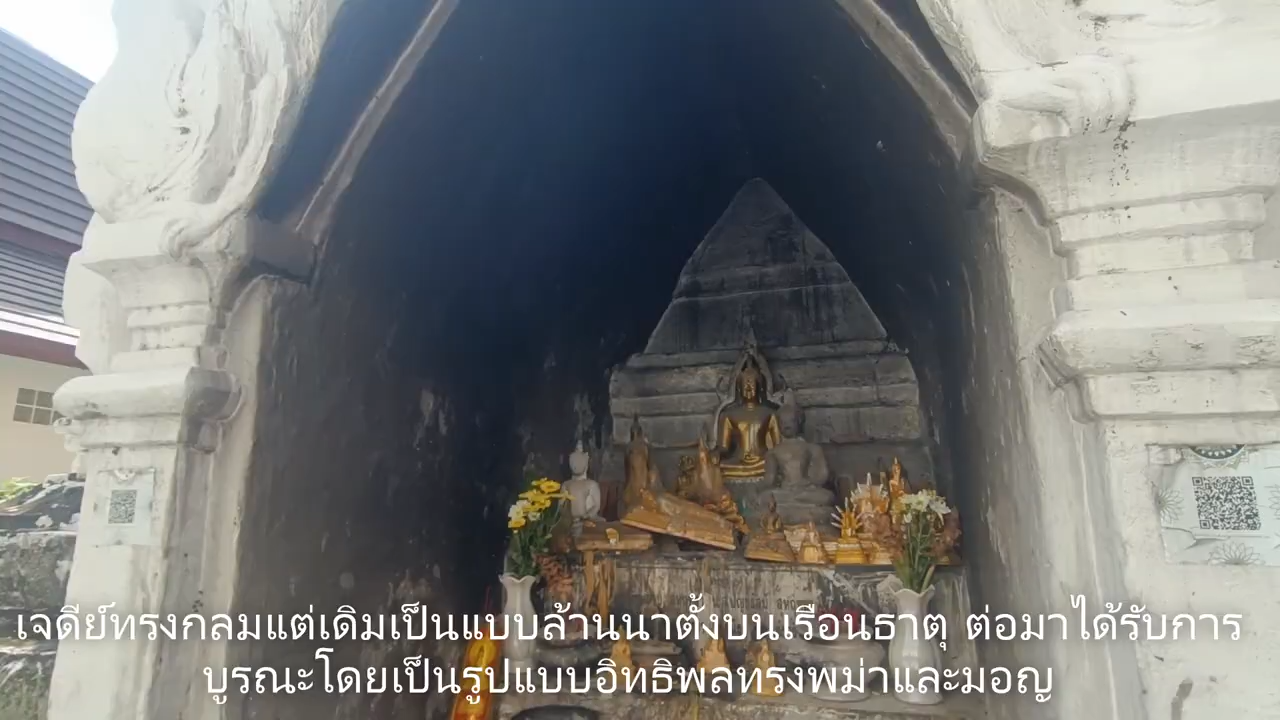 เจดีย์ทรงกลมแต่เดิมเป็นแบบล้านนาตั้งบนเรือนธาตุ ต่อมาได้รับการ
บูรณะโดยเป็นรูปแบบอิทธิพลทรงพม่าและมอญ